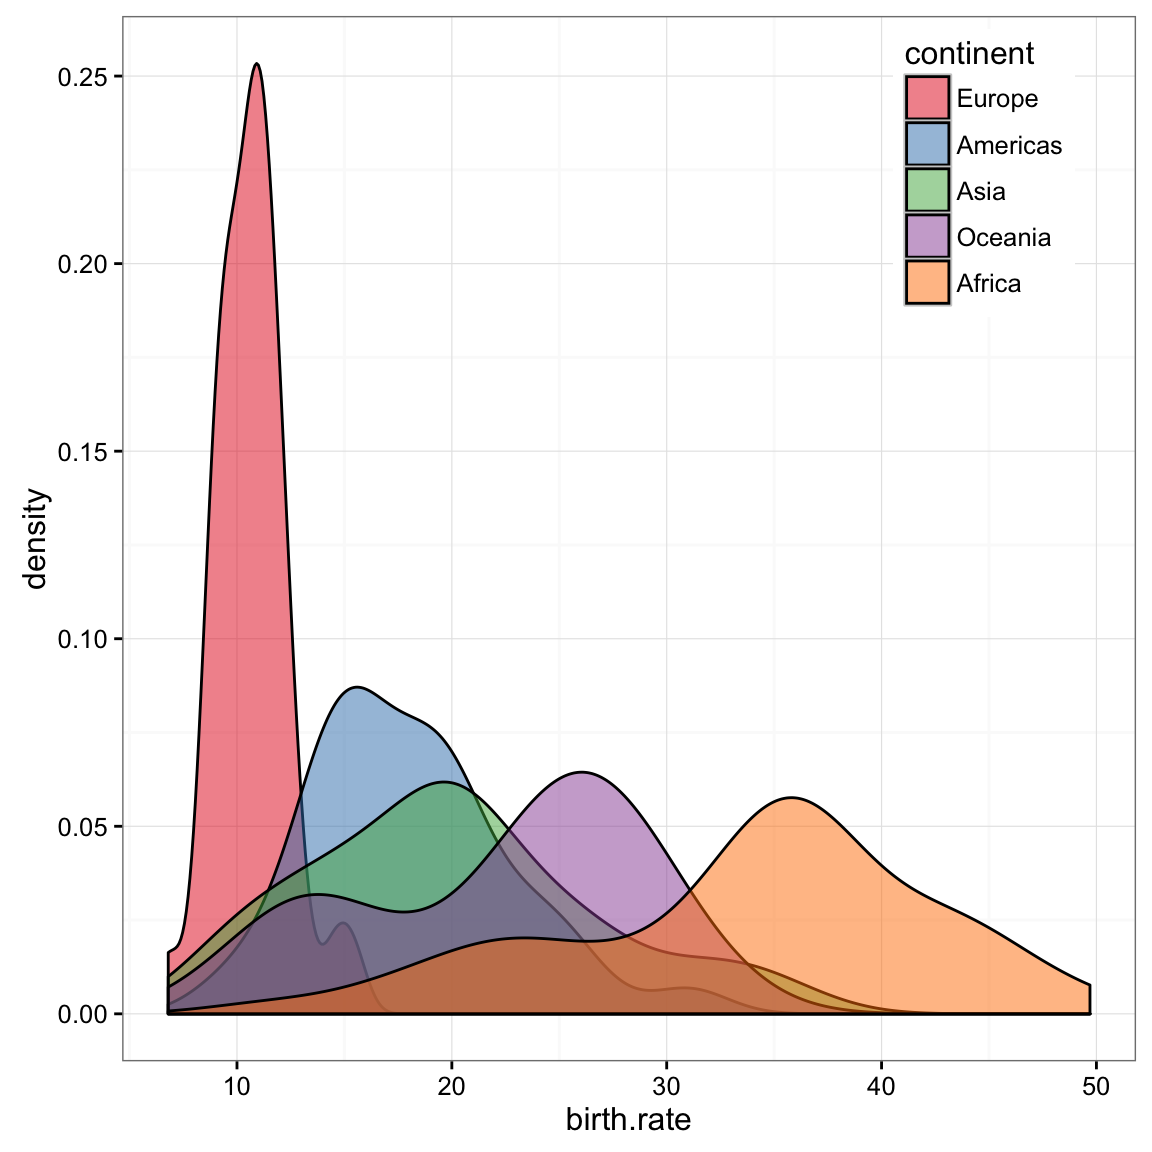 continent
Europe
Americas
Asia
Oceania
Africa
0.25
0.20
0.15
0.10
0.05
0.00
density
10 20 30 40 50
birth.rate